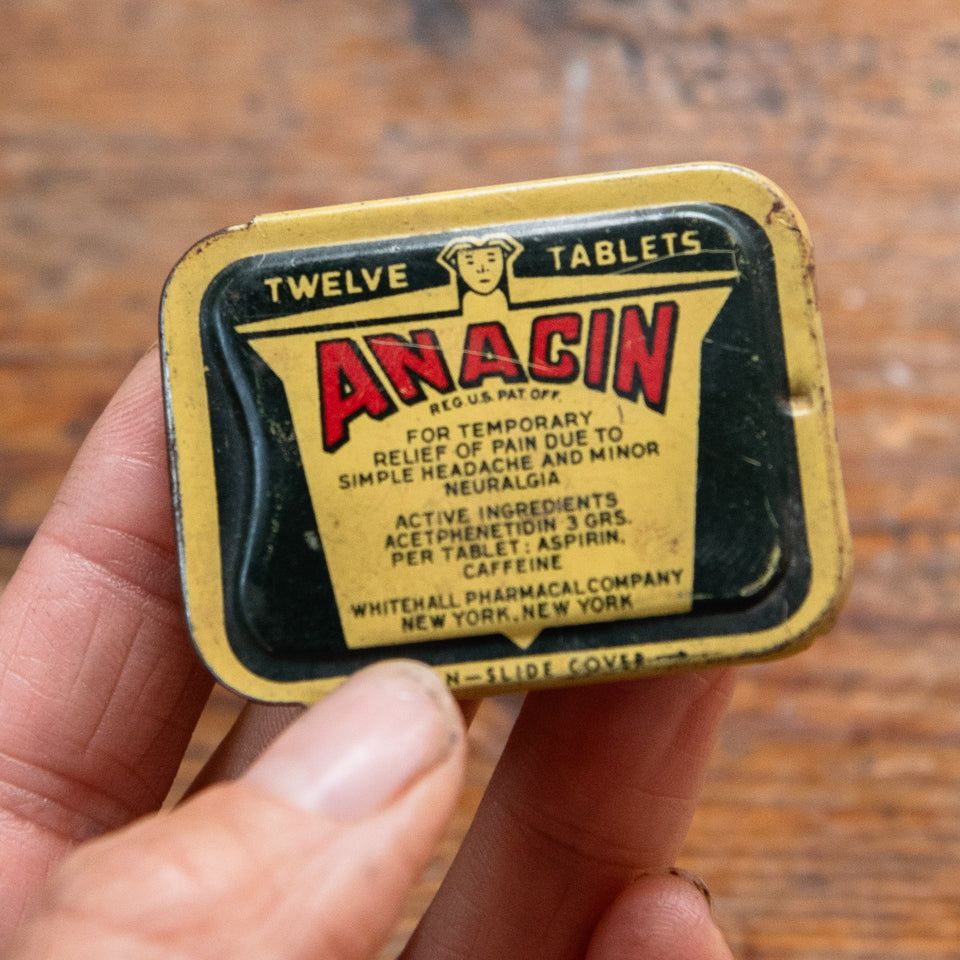 TWELVE TABLETS
ANACIN
REG. U.S. PAT. OFF.
FOR TEMPORARY
RELIEF OF PAIN DUE TO
SIMPLE HEADACHE AND MINOR
NEURALGIA
ACTIVE INGREDIENTS
ACETPHENETIDIN 3 GRS.
PER TABLET: ASPIRIN,
CAFFEINE
WHITEHALL PHARMACAL COMPANY
NEW YORK, NEW YORK
SLIDE COVER